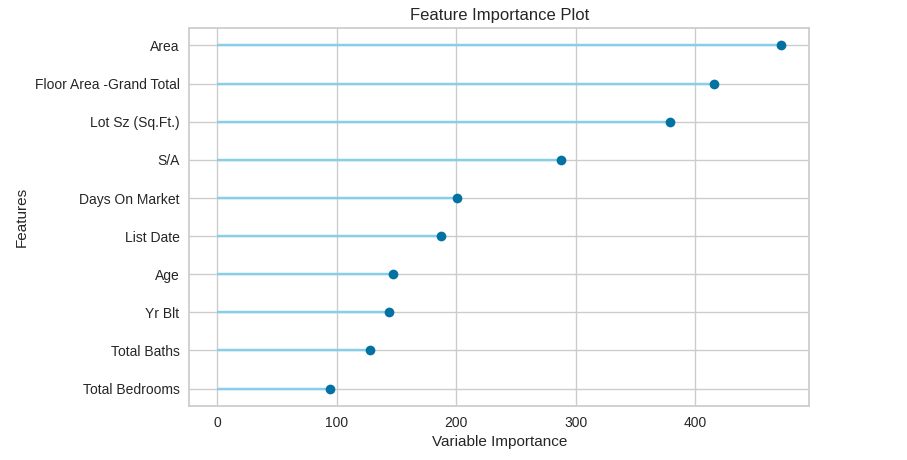 Feature Importance Plot
Area
Floor Area -Grand Total
Lot Sz (Sq.Ft.)
S/A
Days On Market
List Date
Age
Yr Blt
Total Baths
Total Bedrooms
Features
0 100 200 300 400
Variable Importance